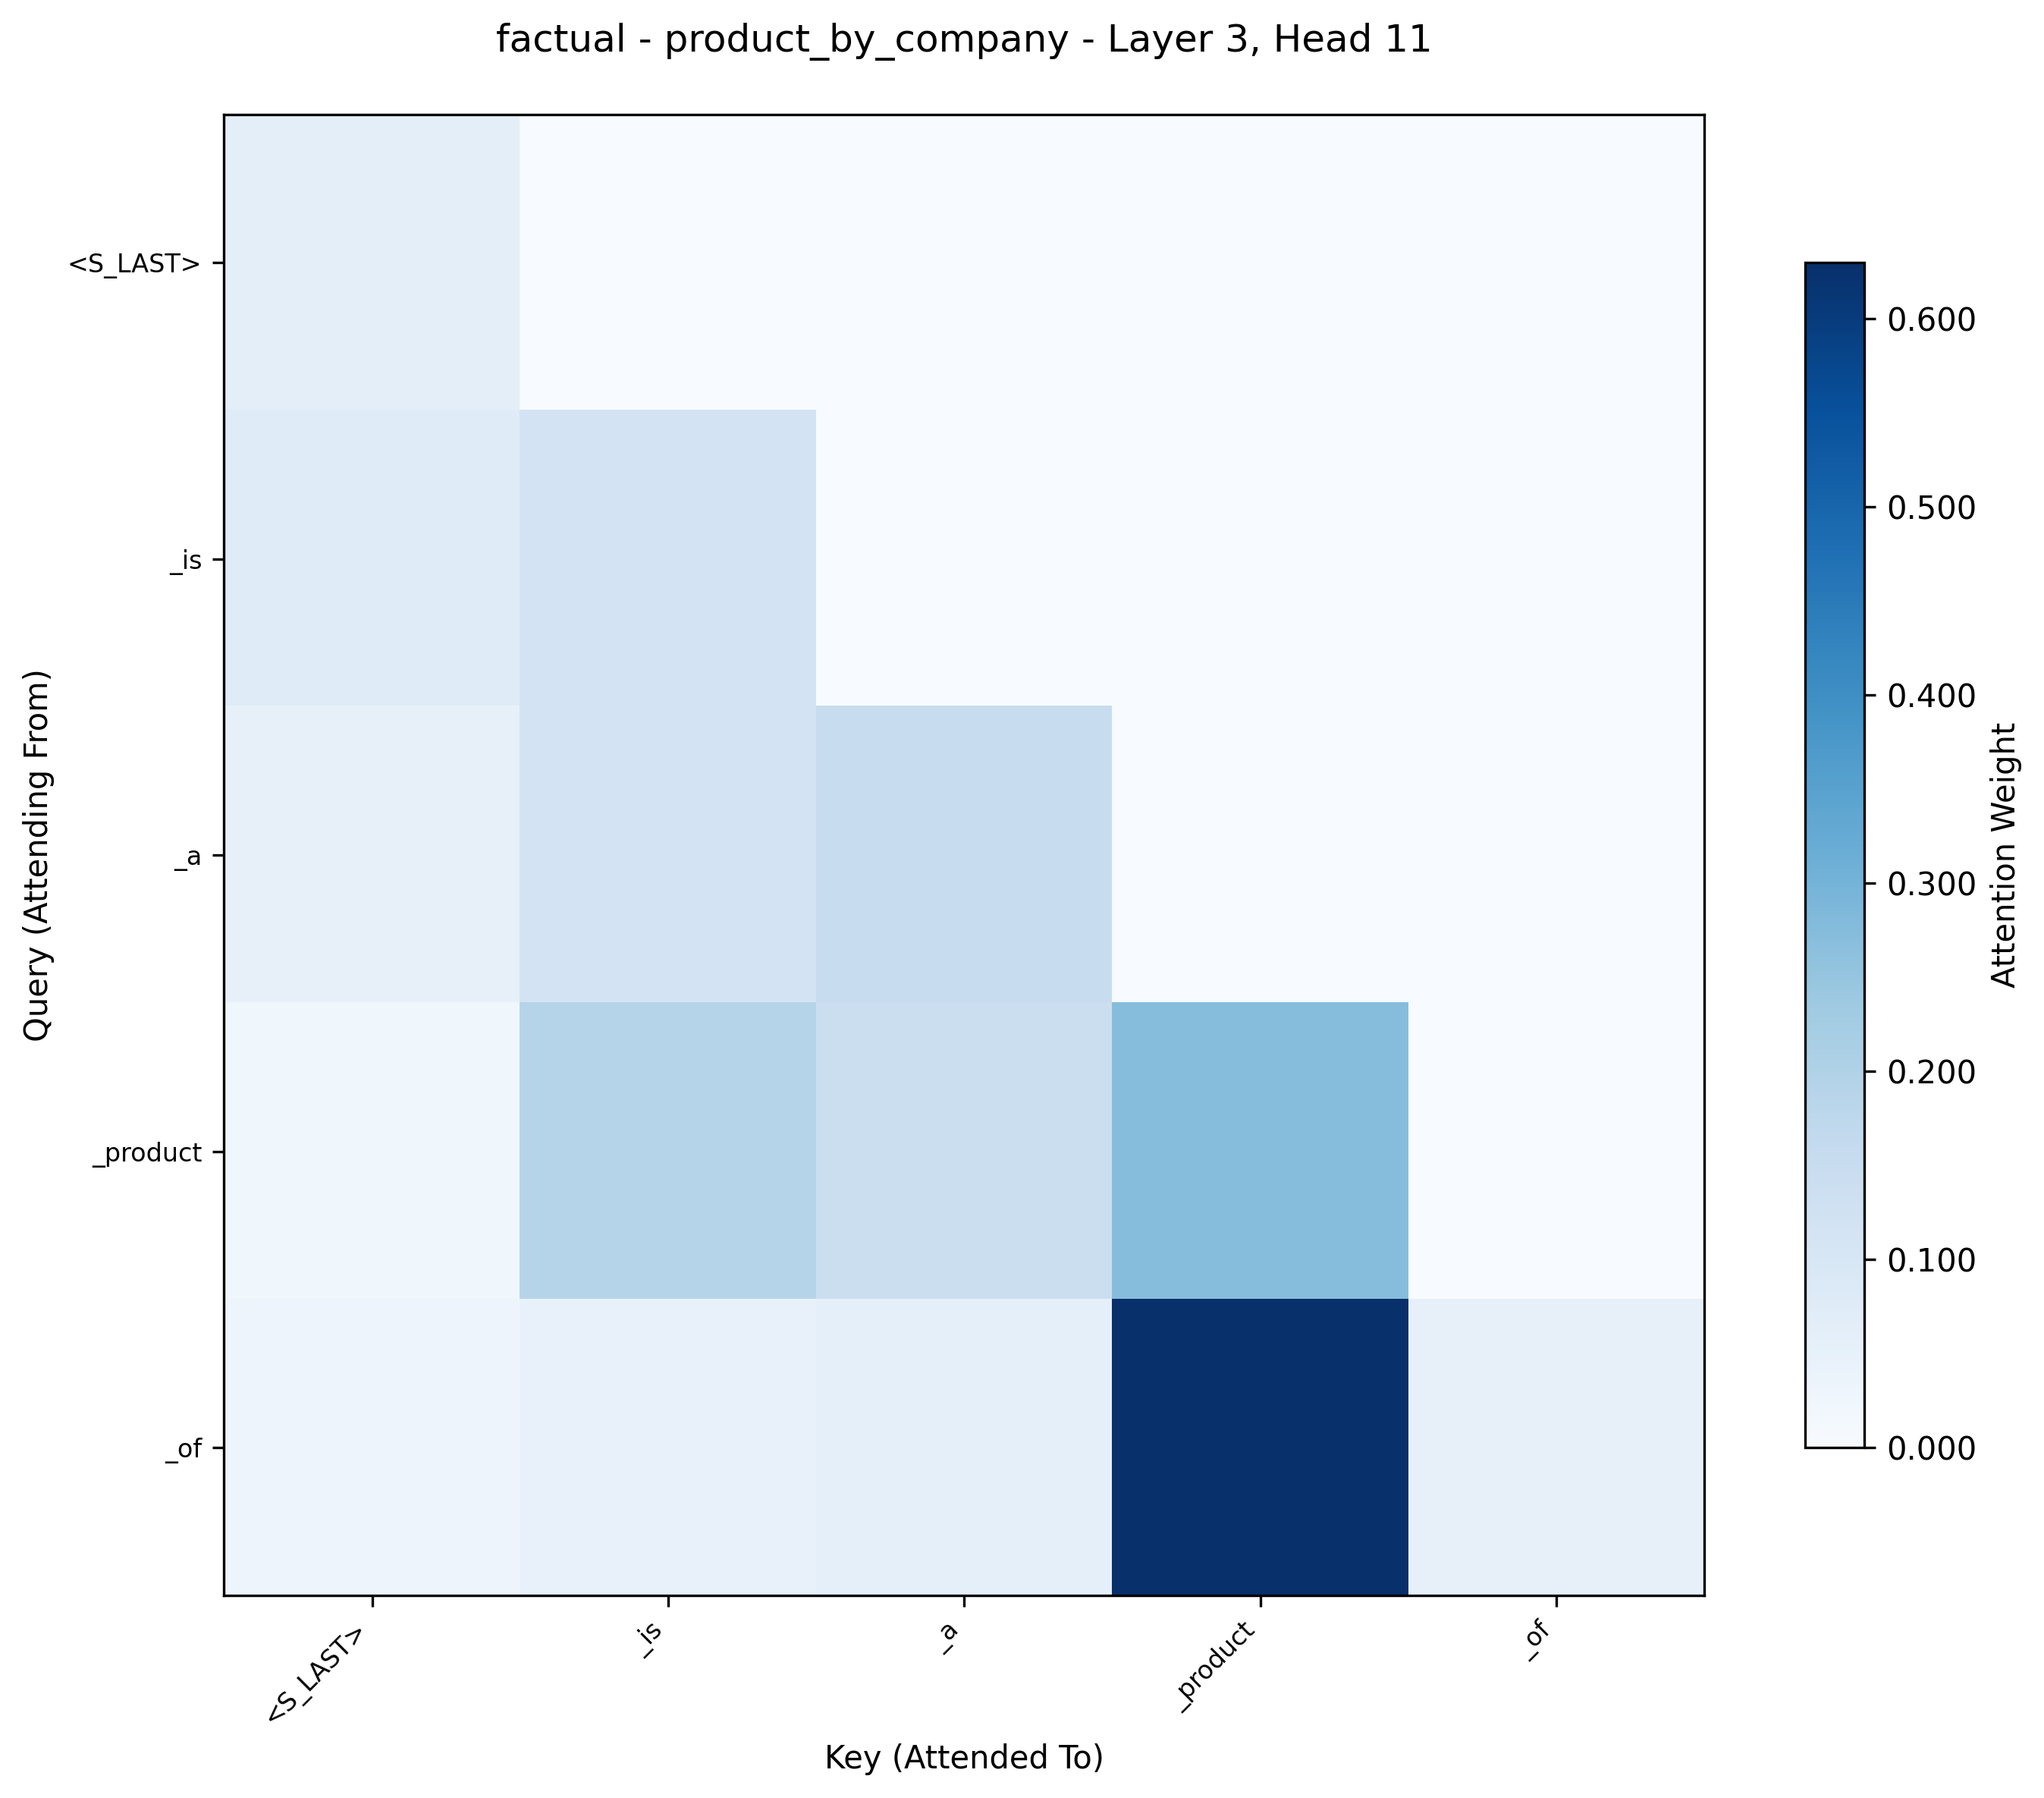 factual - product_by_company - Layer 3, Head 11
Query (Attending From)
<S_LAST>
_is
_a
_product
_of
<S_LAST>
_is
_a
_product
_of
Key (Attended To)
0.600
0.500
0.400
0.300
0.200
0.100
0.000
Attention Weight